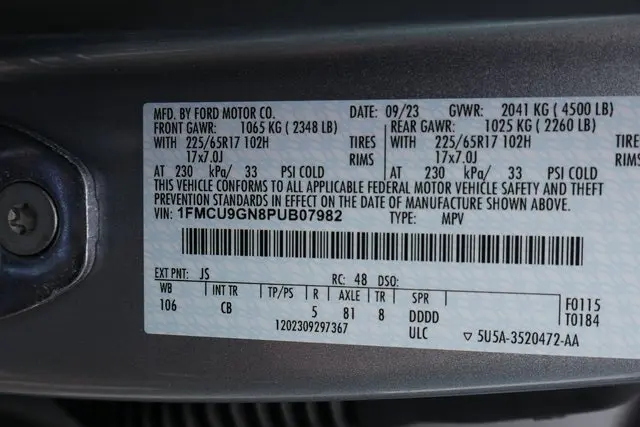 MFD. BY FORD MOTOR CO. DATE: 09/23 GVWR: 2041 KG ( 4500 LB)
FRONT GAWR: 1065 KG ( 2348 LB) REAR GAWR: 1025 KG ( 2260 LB)
WITH 225/65R17 102H TIRES WITH 225/65R17 102H TIRES
17x7.0J RIMS 17x7.0J RIMS
AT 230 kPa/ 33 PSI COLD AT 230 kPa/ 33 PSI COLD
THIS VEHICLE CONFORMS TO ALL APPLICABLE FEDERAL MOTOR VEHICLE SAFETY AND THEFT
PREVENTION STANDARDS IN EFFECT ON THE DATE OF MANUFACTURE SHOWN ABOVE.
VIN: 1FMCU9GN8PUB07982 TYPE: MPV
EXT PNT: JS RC: 48 DSO:
WB INT TR TP/PS R AXLE TR SPR F0115
106 CB 5 81 8 DDDD T0184
1202309297367 ULC ▽ 5U5A-3520472-AA